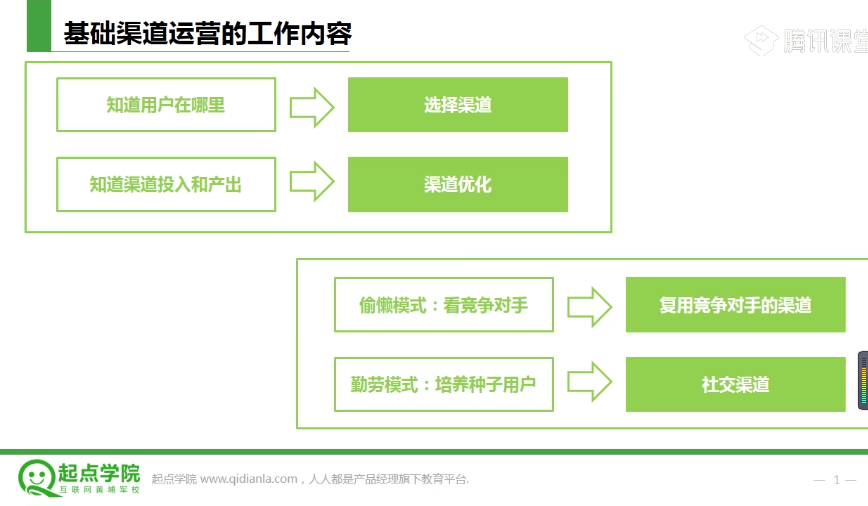 基础渠道运营的工作内容
腾讯课堂
知道用户在哪里
选择渠道
知道渠道投入和产出
渠道优化
偷懒模式：看竞争对手
复用竞争对手的渠道
勤劳模式：培养种子用户
社交渠道
起点学院
互联网黄埔军校
起点学院 www.qidianla.com，人人都是产品经理旗下教育平台.
— 1 —